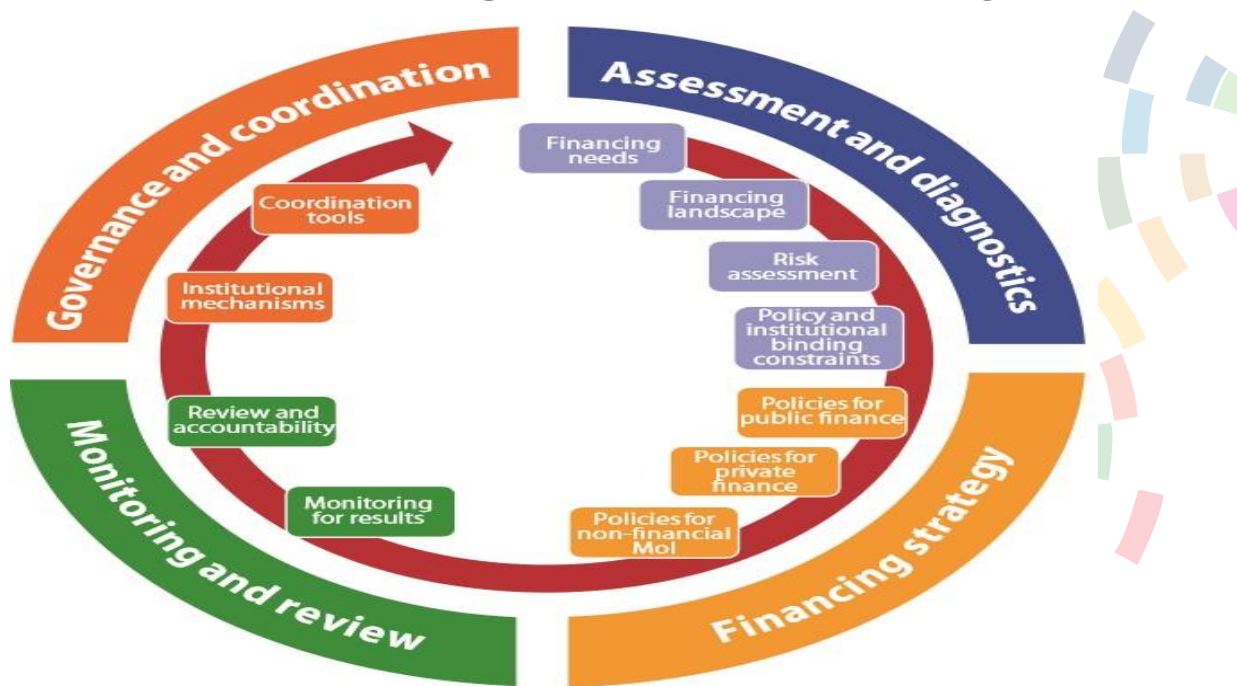 Governance and coordination
Assessment and diagnostics
Financing
needs
Financing
landscape
Risk
assessment
Policy and
institutional
binding
constraints
Policies for
public finance
Policies for
private
finance
Policies for
non-financial
MoI
Financing strategy
Monitoring
for results
Review and
accountability
Monitoring and review
Institutional
mechanisms
Coordination
tools